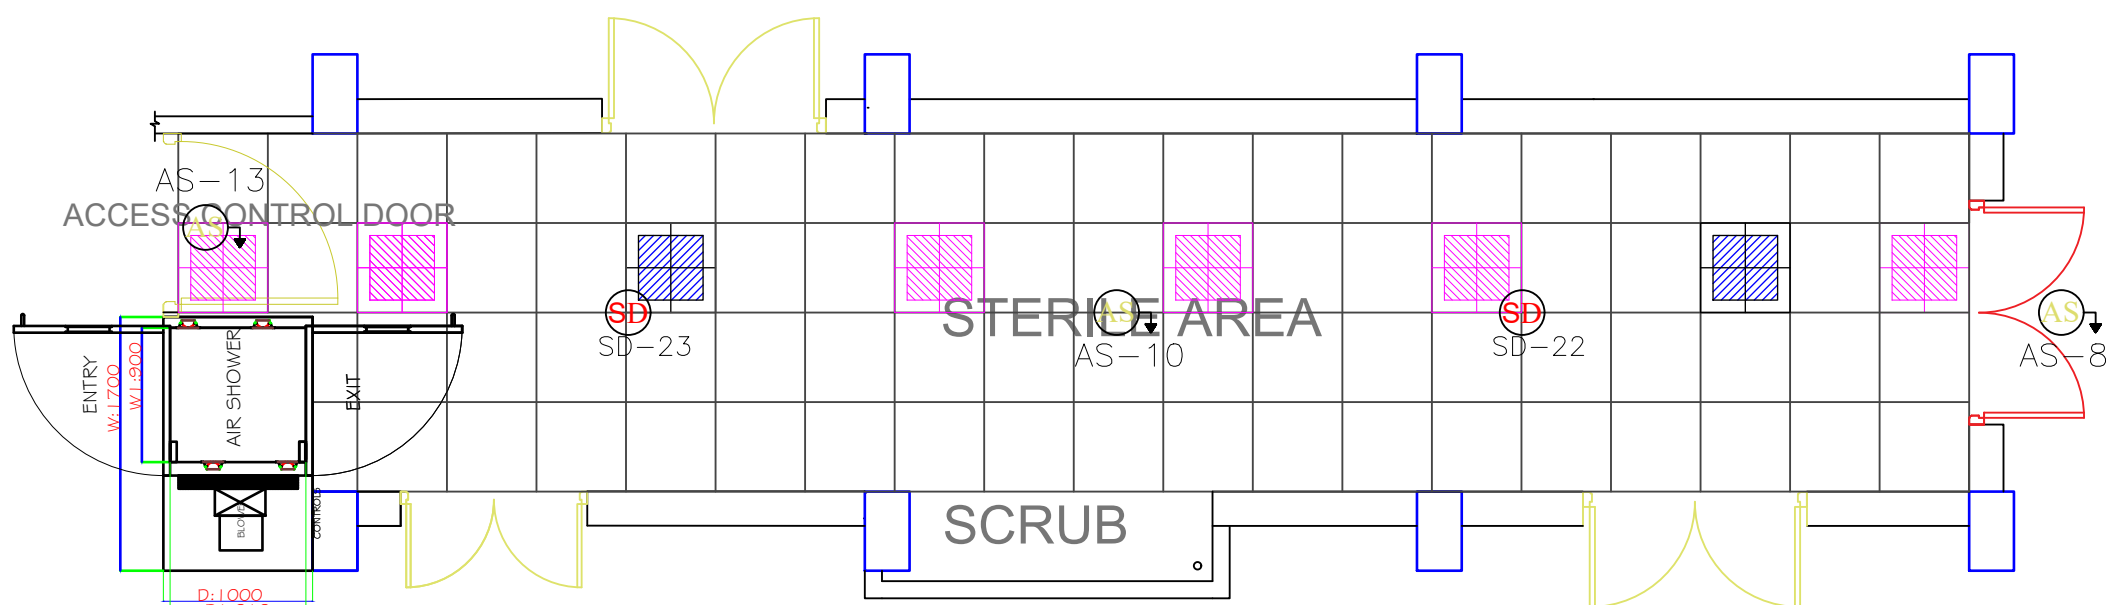 AS-13
ACCESS CONTROL DOOR
AS
SD
STERILE AREA
AS
SD
AS
SD-23
AS-10
SD-22
AS-8
ENTRY
W:1700
W1:900
AIR SHOWER
EXIT
BLOWER
CONTROLS
SCRUB
D:1000